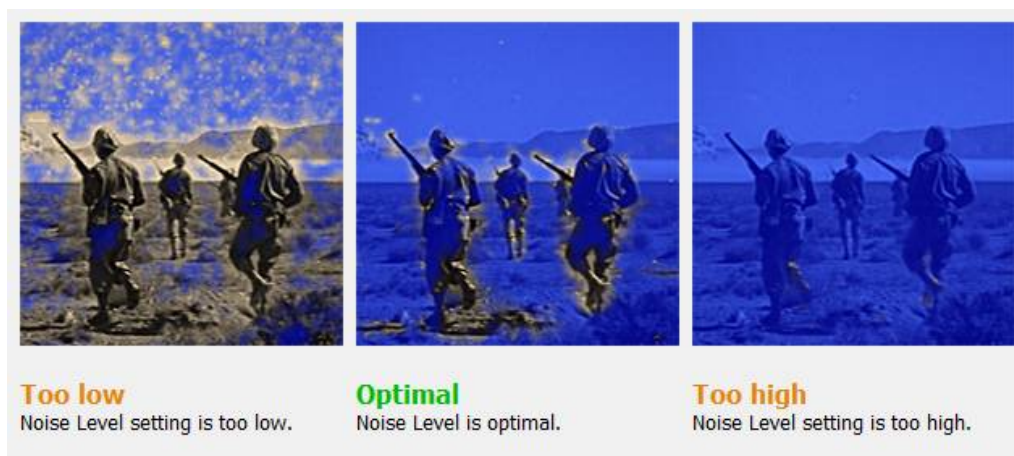 Too low
Noise Level setting is too low.
Optimal
Noise Level is optimal.
Too high
Noise Level setting is too high.